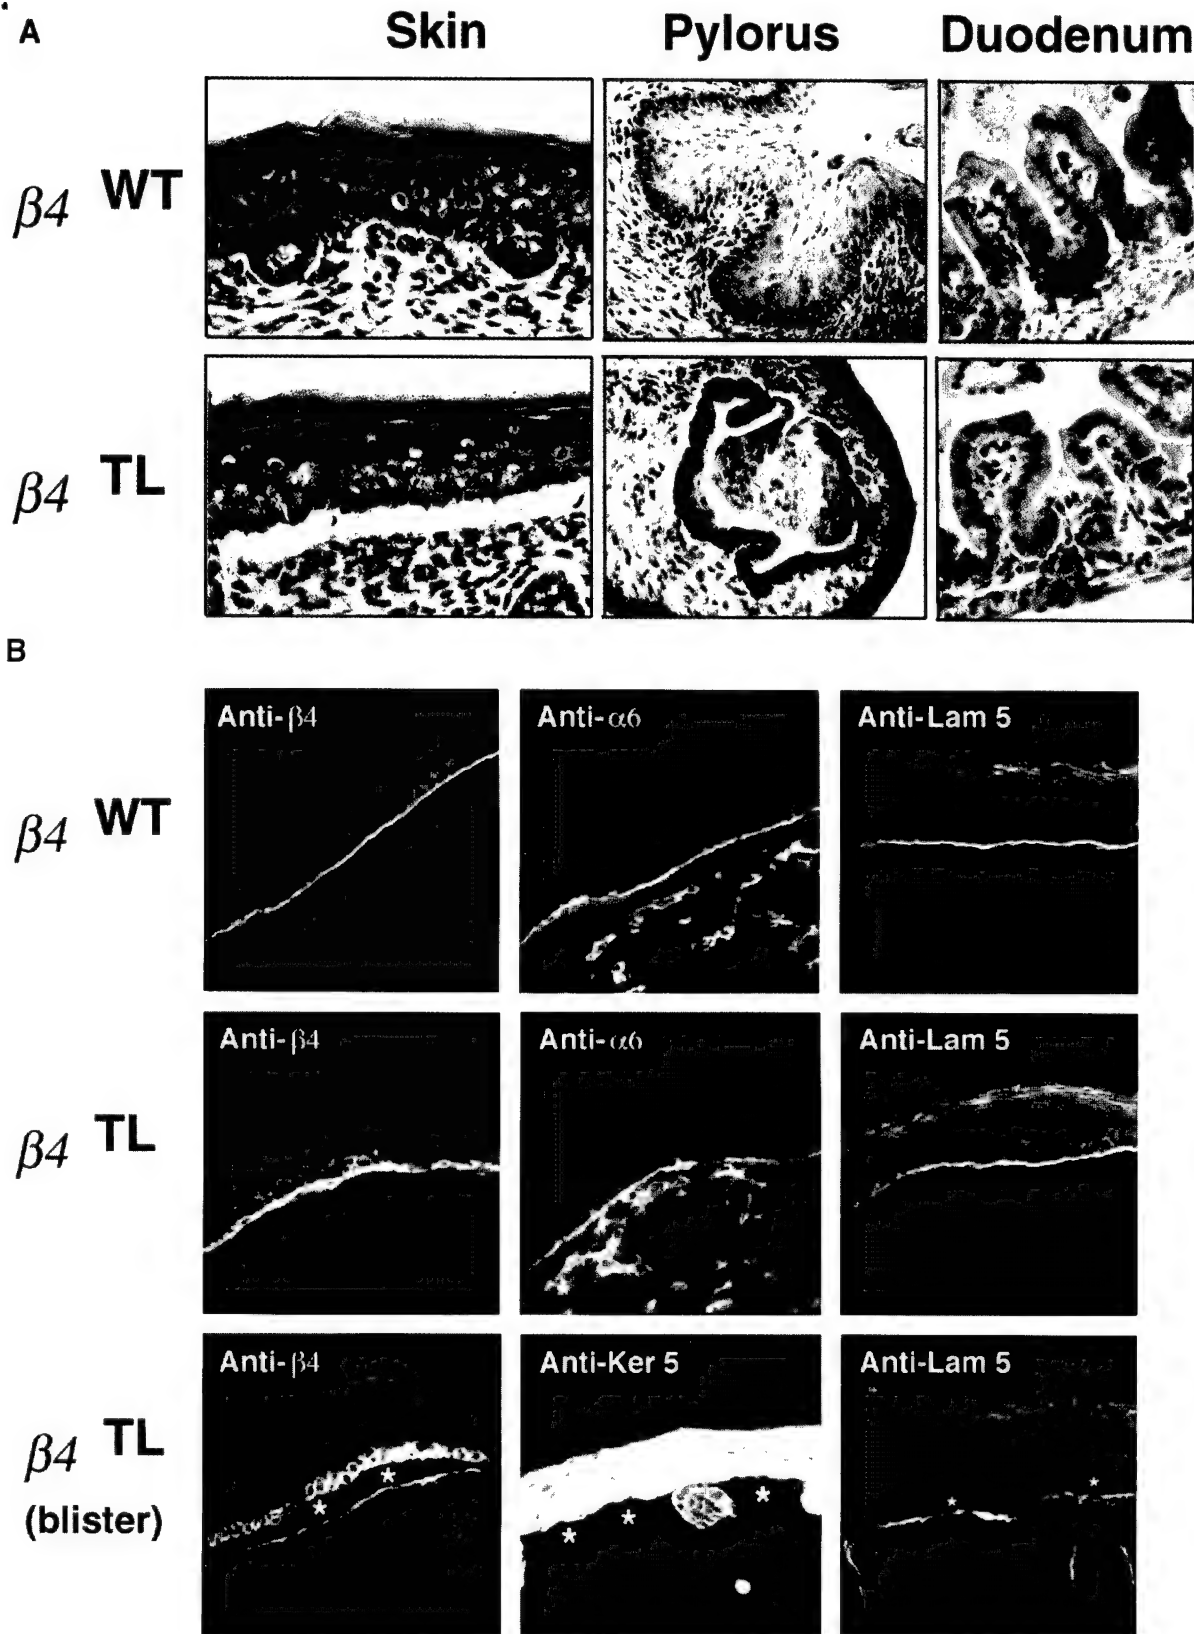 A
Skin Pylorus Duodenum
β4 WT
β4 TL
B
Anti-β4 Anti-α6 Anti-Lam 5
β4 WT
Anti-β4 Anti-α6 Anti-Lam 5
β4 TL
Anti-β4 Anti-Ker 5 Anti-Lam 5
β4 TL
(blister)
* * * * * * *